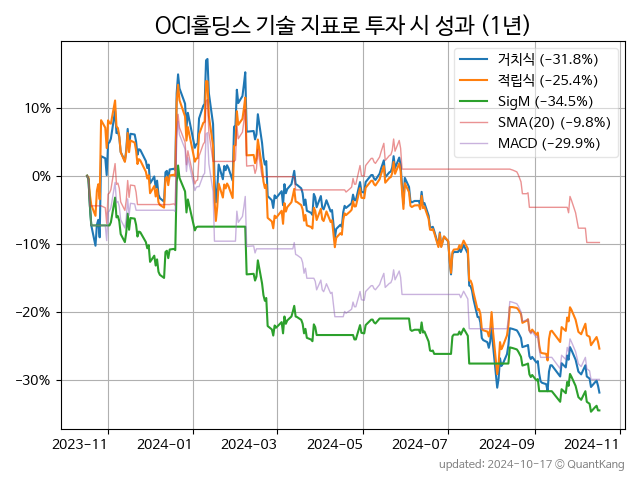 OCI홀딩스 기술 지표로 투자 시 성과 (1년)
거치식 (−31.8%)
적립식 (−25.4%)
SigM (−34.5%)
SMA(20) (−9.8%)
MACD (−29.9%)
10%
0%
−10%
−20%
−30%
2023-11 2024-01 2024-03 2024-05 2024-07 2024-09 2024-11
updated: 2024-10-17 © QuantKang